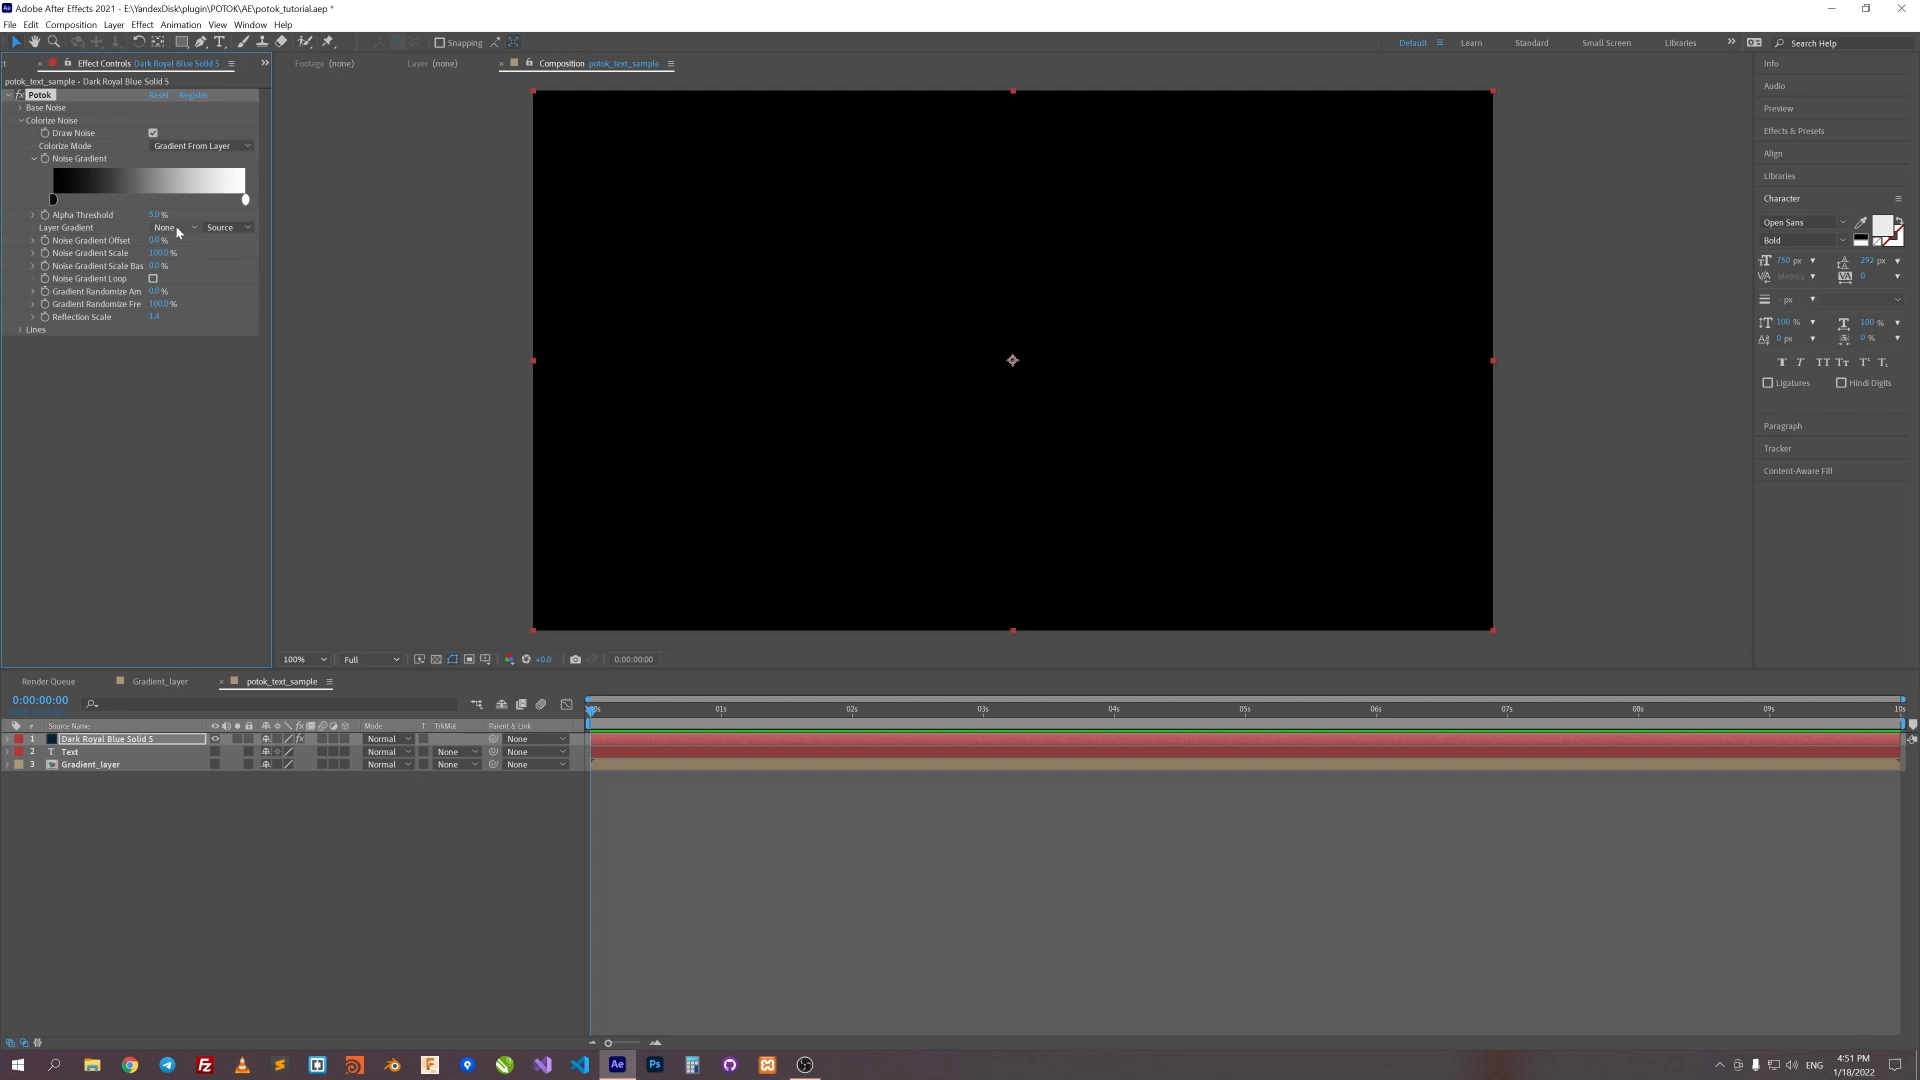 Adobe After Effects 2021 - E:\YandexDisk\plugin\POTOK\AE\potok_tutorial.aep *
File Edit Composition Layer Effect Animation View Window Help
Snapping
Default Learn Standard Small Screen Libraries Search Help
Effect Controls Dark Royal Blue Solid 5
Footage (none) Layer (none) Composition potok_text_sample
potok_text_sample • Dark Royal Blue Solid 5
fx Potok Reset Register
Base Noise
Colorize Noise
Draw Noise
Colorize Mode Gradient From Layer
Noise Gradient
Alpha Threshold 5.0 %
Layer Gradient None Source
Noise Gradient Offset 0.0 %
Noise Gradient Scale 100.0 %
Noise Gradient Scale Bas 0.0 %
Noise Gradient Loop
Gradient Randomize Am 0.0 %
Gradient Randomize Fre 100.0 %
Reflection Scale 1.4
Lines
Info
Audio
Preview
Effects & Presets
Align
Libraries
Character
Open Sans
Bold
750 px 292 px
Metrics 0
- px
100 % 100 %
0 px 0 %
Ligatures Hindi Digits
Paragraph
Tracker
Content-Aware Fill
100% Full +0.0 0:00:00:00
Render Queue Gradient_layer potok_text_sample
0:00:00:00
01s 02s 03s 04s 05s 06s 07s 08s 09s 10s
# Source Name Mode T TrkMat Parent & Link
1 Dark Royal Blue Solid 5 Normal None
2 T Text Normal None None
3 Gradient_layer Normal None None
ENG
4:51 PM
1/18/2022